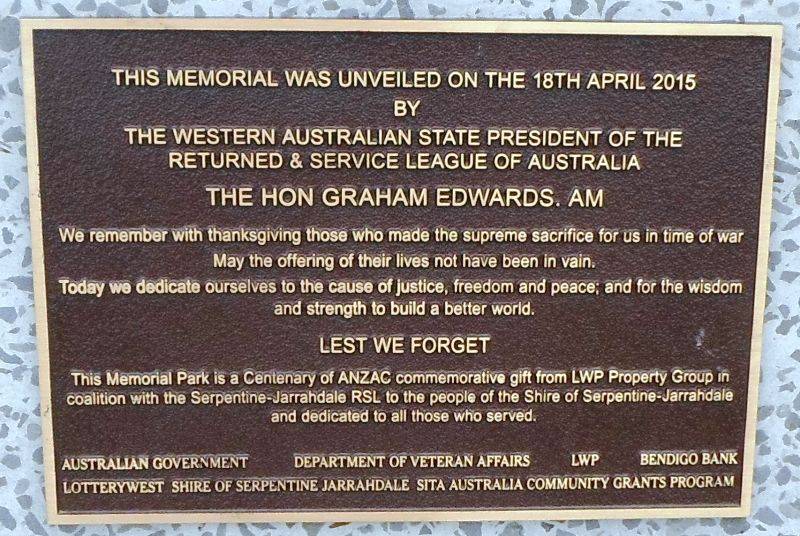 THIS MEMORIAL WAS UNVEILED ON THE 18TH APRIL 2015
BY
THE WESTERN AUSTRALIAN STATE PRESIDENT OF THE
RETURNED & SERVICE LEAGUE OF AUSTRALIA
THE HON GRAHAM EDWARDS. AM
We remember with thanksgiving those who made the supreme sacrifice for us in time of war
May the offering of their lives not have been in vain.
Today we dedicate ourselves to the cause of justice, freedom and peace; and for the wisdom
and strength to build a better world.
LEST WE FORGET
This Memorial Park is a Centenary of ANZAC commemorative gift from LWP Property Group in
coalition with the Serpentine-Jarrahdale RSL to the people of the Shire of Serpentine-Jarrahdale
and dedicated to all those who served.
AUSTRALIAN GOVERNMENT DEPARTMENT OF VETERAN AFFAIRS LWP BENDIGO BANK
LOTTERYWEST SHIRE OF SERPENTINE JARRAHDALE SITA AUSTRALIA COMMUNITY GRANTS PROGRAM